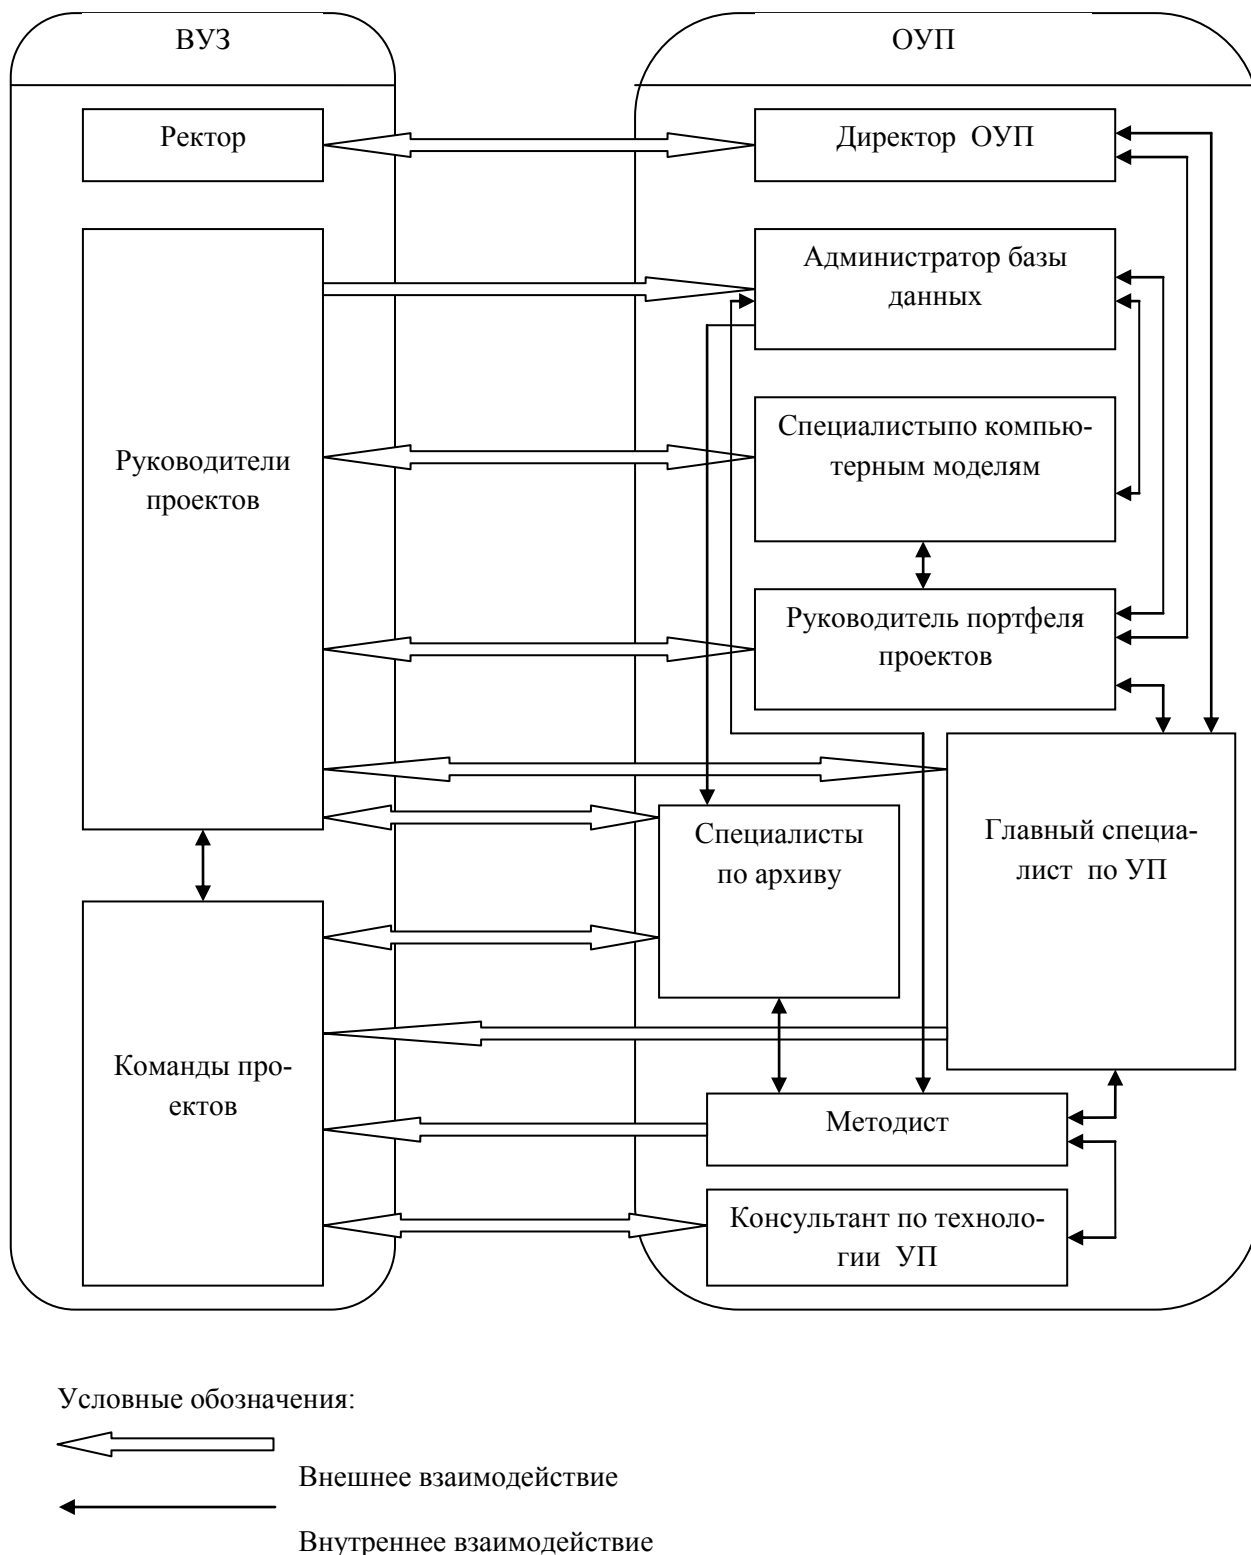 ВУЗ
ОУП
Ректор
Директор ОУП
Администратор базы
данных
Руководители
проектов
Специалистыпо компью-
терным моделям
Руководитель портфеля
проектов
Специалисты
по архиву
Главный специа-
лист по УП
Команды про-
ектов
Методист
Консультант по техноло-
гии УП
Условные обозначения:
Внешнее взаимодействие
Внутреннее взаимодействие